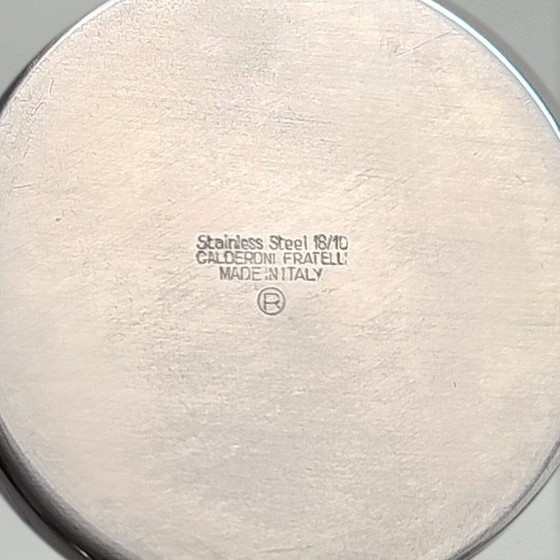 Stainless Steel 18/10
CALDERONI FRATELLI
MADE IN ITALY
®